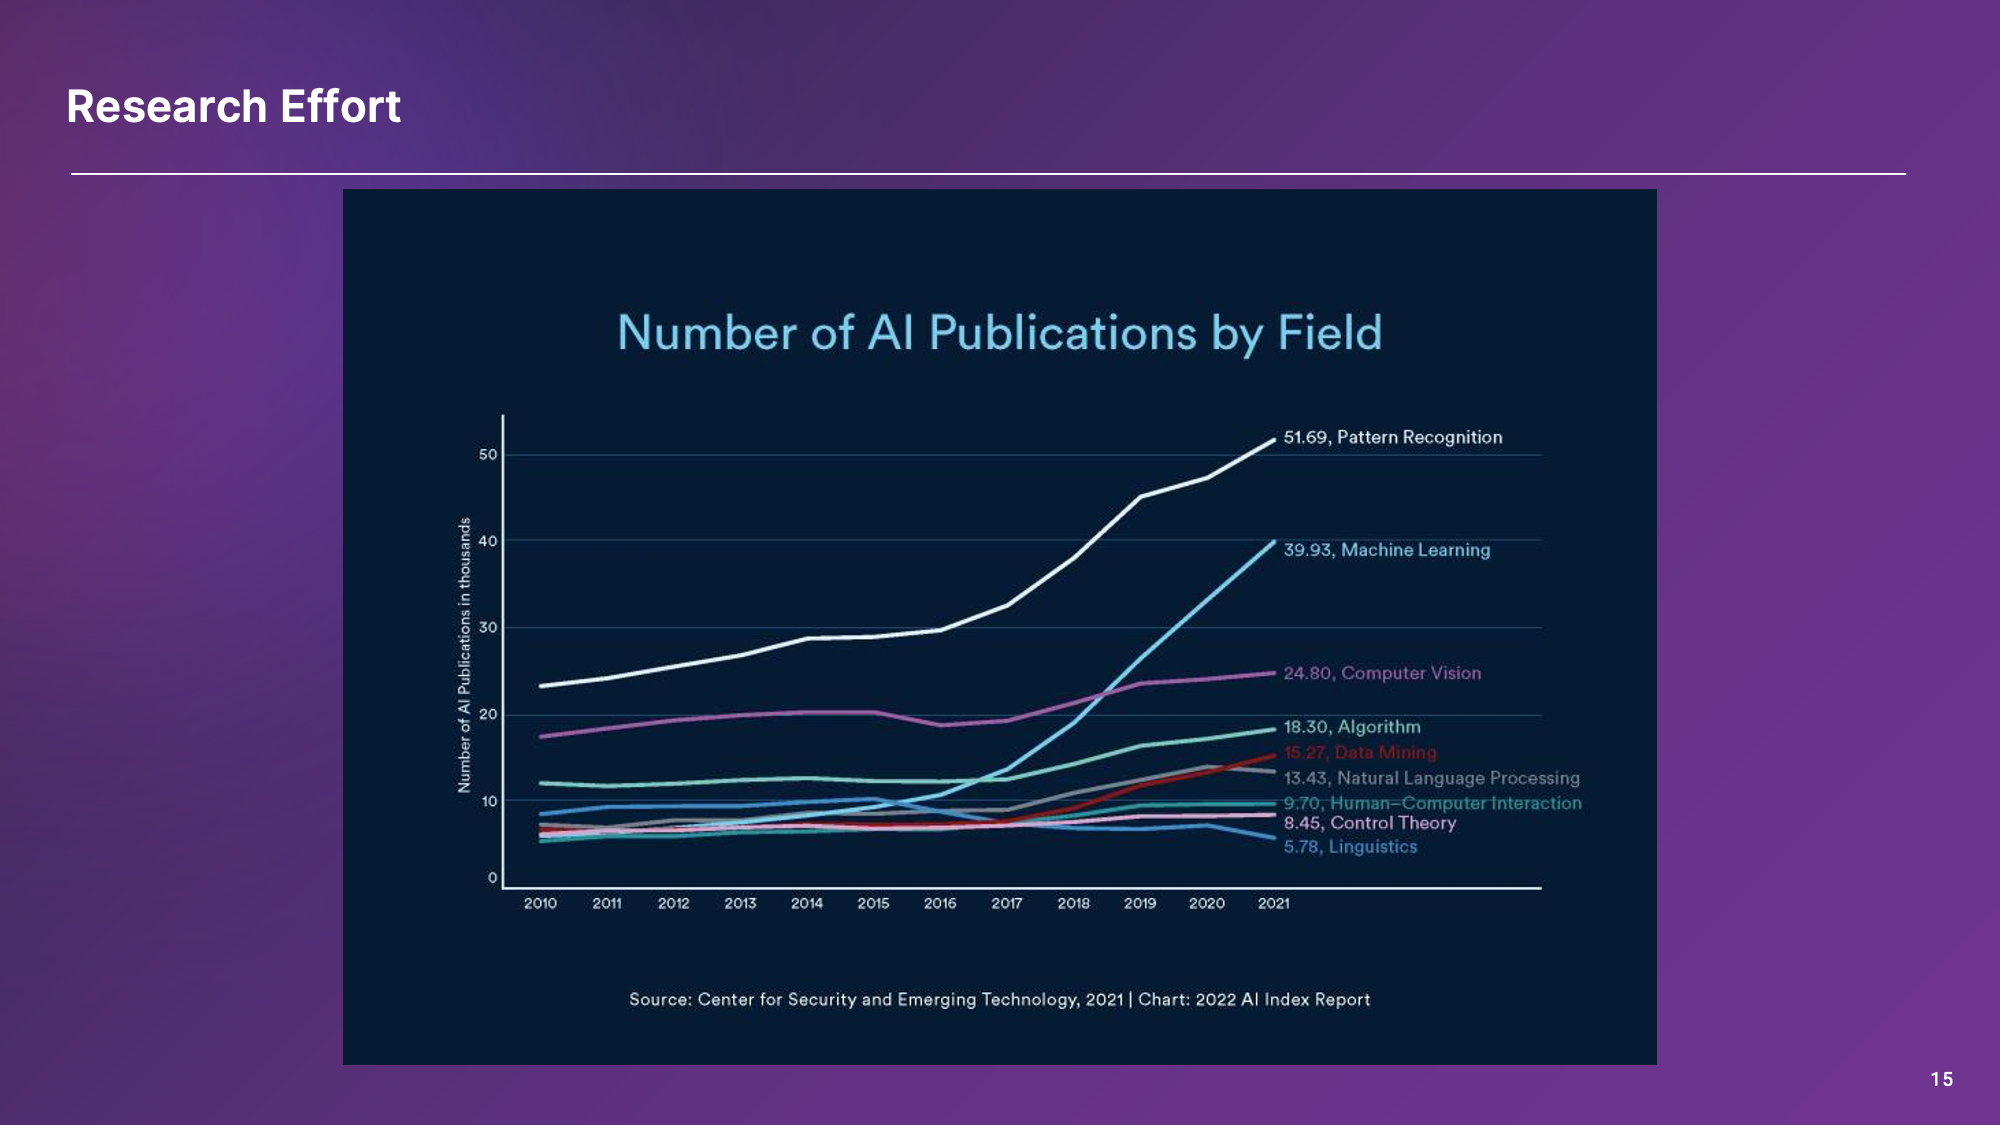 Research Effort
Number of AI Publications by Field
Number of AI Publications in thousands
50
40
30
20
10
0
51.69, Pattern Recognition
39.93, Machine Learning
24.80, Computer Vision
18.30, Algorithm
15.27, Data Mining
13.43, Natural Language Processing
9.70, Human–Computer Interaction
8.45, Control Theory
5.78, Linguistics
2010 2011 2012 2013 2014 2015 2016 2017 2018 2019 2020 2021
Source: Center for Security and Emerging Technology, 2021 | Chart: 2022 AI Index Report
15